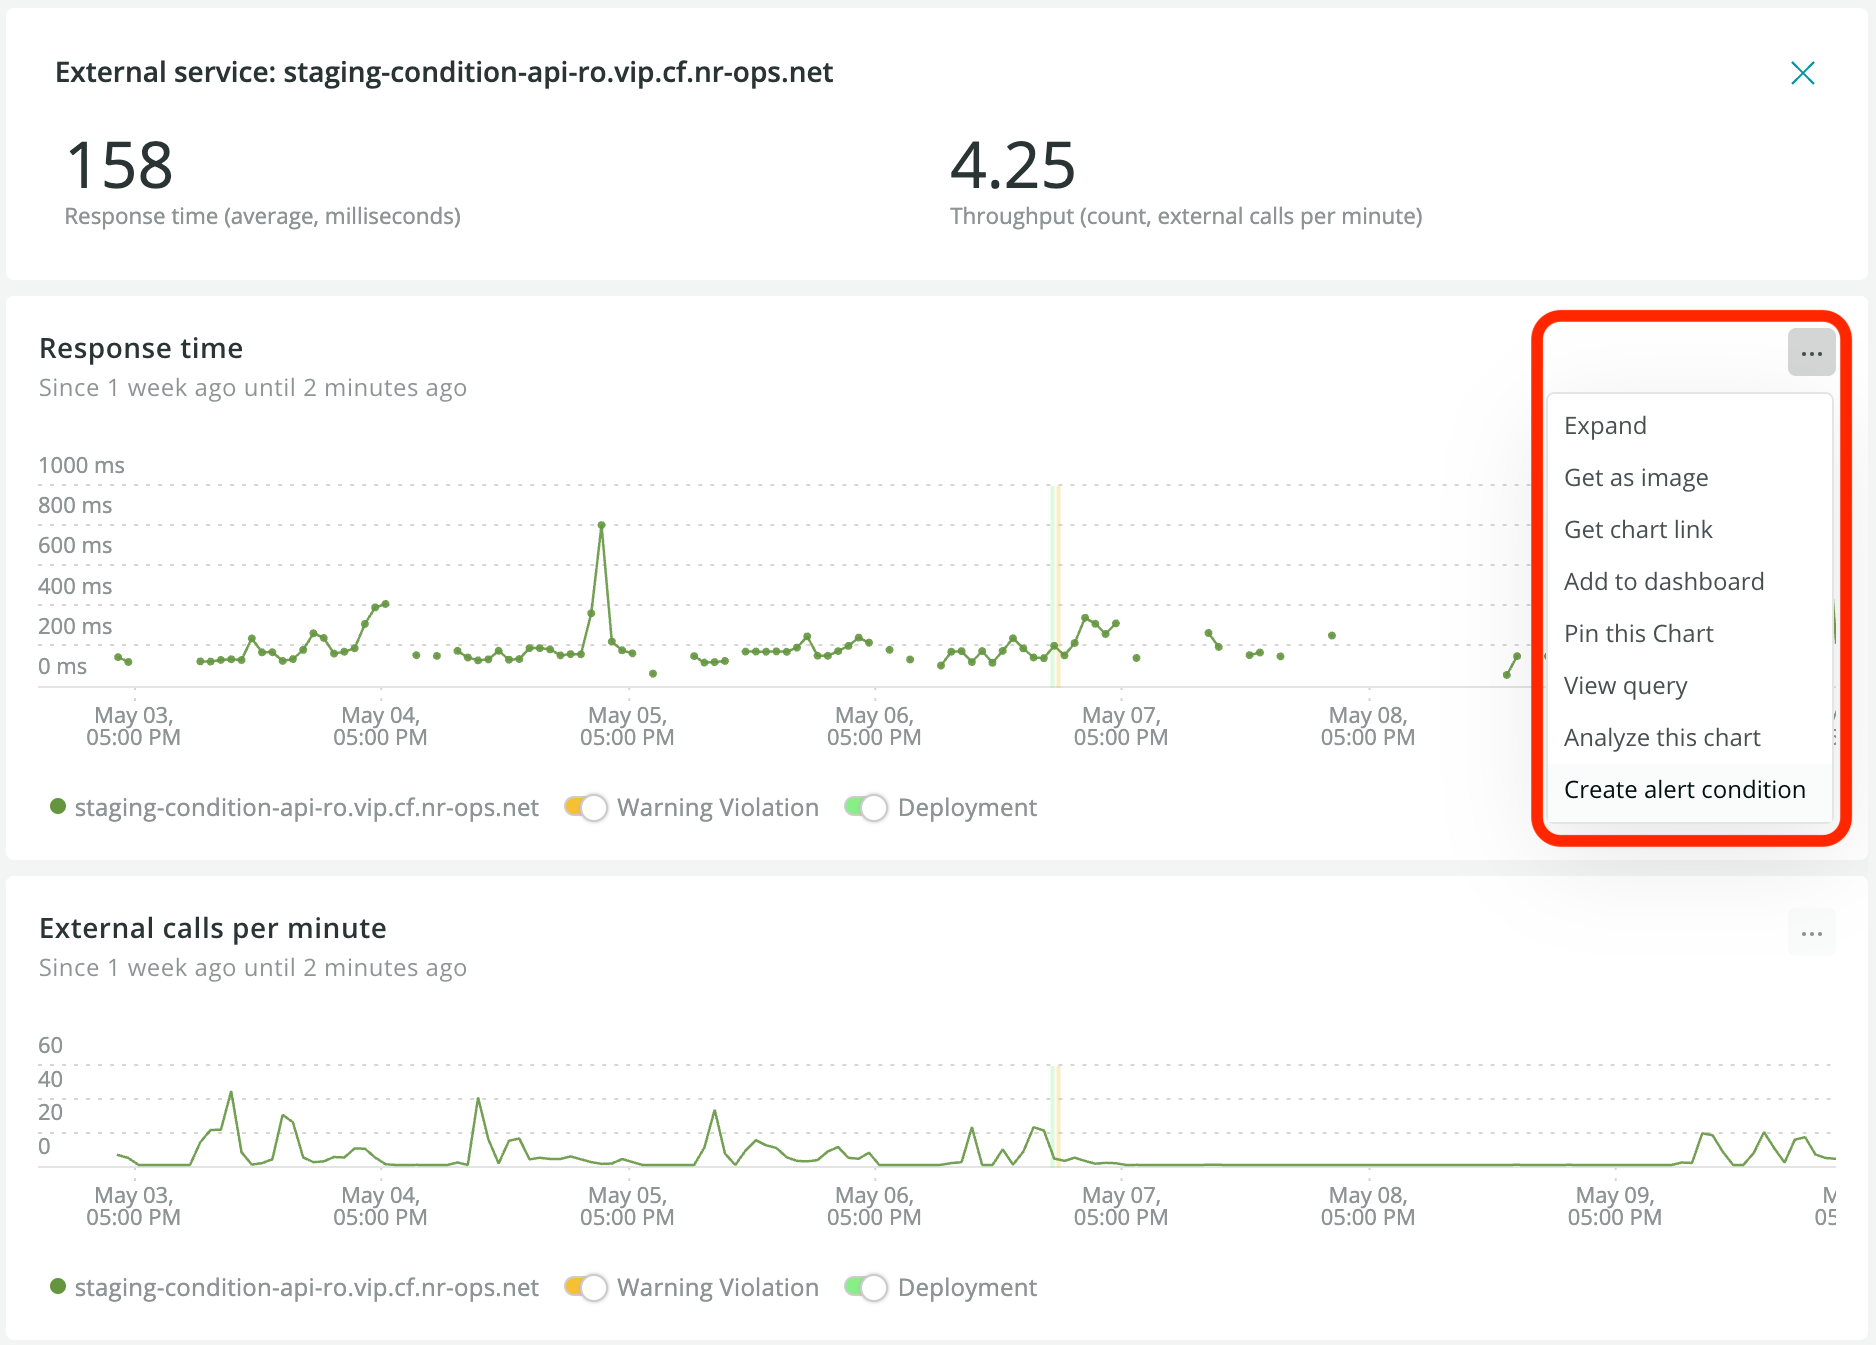 External service: staging-condition-api-ro.vip.cf.nr-ops.net
158
Response time (average, milliseconds)
4.25
Throughput (count, external calls per minute)
Response time
Since 1 week ago until 2 minutes ago
...
Expand
Get as image
Get chart link
Add to dashboard
Pin this Chart
View query
Analyze this chart
Create alert condition
1000 ms
800 ms
600 ms
400 ms
200 ms
0 ms
May 03,
05:00 PM
May 04,
05:00 PM
May 05,
05:00 PM
May 06,
05:00 PM
May 07,
05:00 PM
May 08,
05:00 PM
staging-condition-api-ro.vip.cf.nr-ops.net Warning Violation Deployment
External calls per minute
Since 1 week ago until 2 minutes ago
...
60
40
20
0
May 03,
05:00 PM
May 04,
05:00 PM
May 05,
05:00 PM
May 06,
05:00 PM
May 07,
05:00 PM
May 08,
05:00 PM
May 09,
05:00 PM
M
05
staging-condition-api-ro.vip.cf.nr-ops.net Warning Violation Deployment